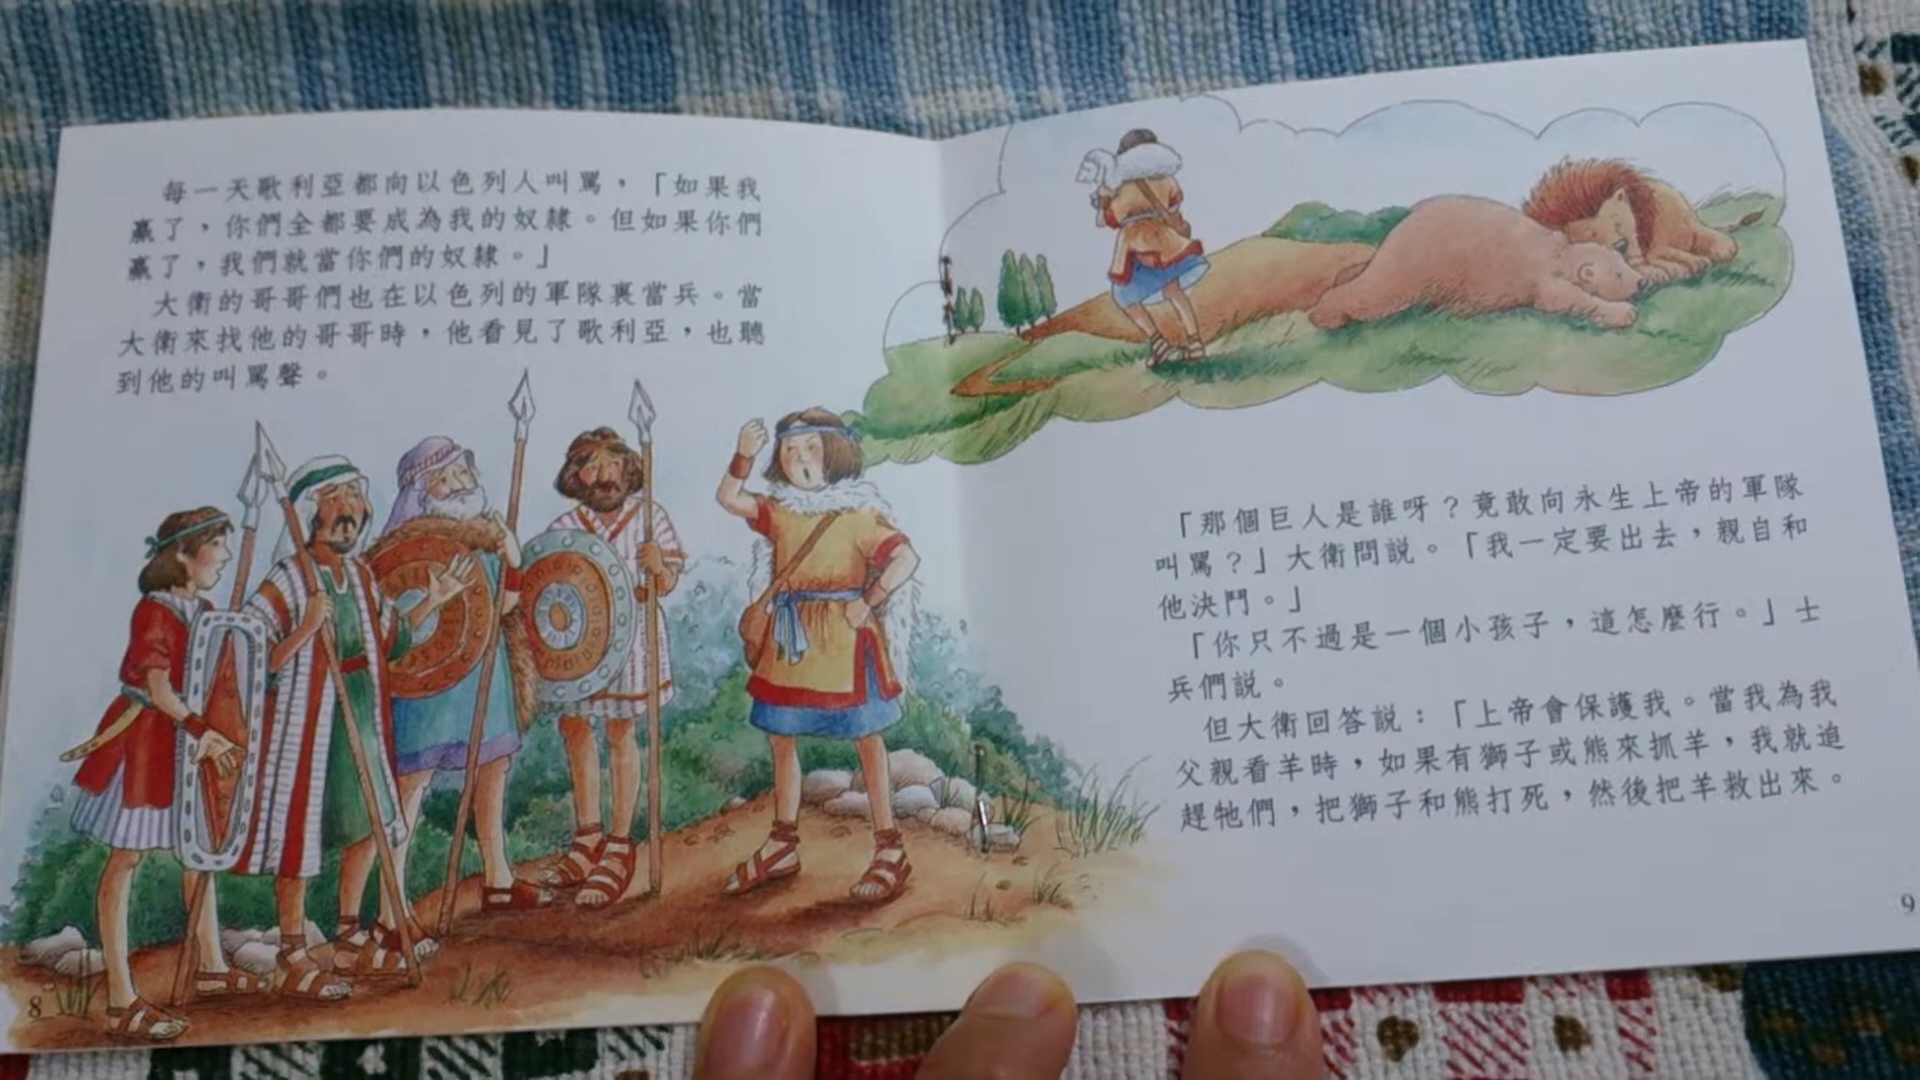 每一天歌利亞都向以色列人叫罵，「如果我
贏了，你們全都要成為我的奴隸。但如果你們
贏了，我們就當你們的奴隸。」
大衛的哥哥們也在以色列的軍隊裏當兵。當
大衛來找他的哥哥時，他看見了歌利亞，也聽
到他的叫罵聲。
8
「那個巨人是誰呀？竟敢向永生上帝的軍隊
叫罵？」大衛問説。「我一定要出去，親自和
他決鬥。」
「你只不過是一個小孩子，這怎麼行。」士
兵們説。
但大衛回答説：「上帝會保護我。當我為我
父親看羊時，如果有獅子或熊來抓羊，我就追
趕牠們，把獅子和熊打死，然後把羊救出來。
9